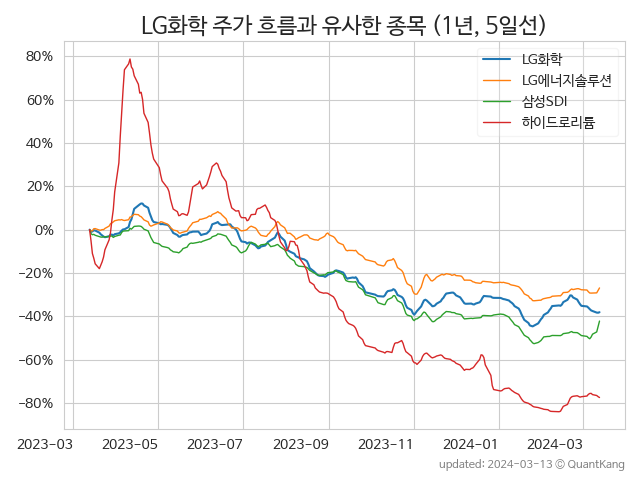 LG화학 주가 흐름과 유사한 종목 (1년, 5일선)
LG화학
LG에너지솔루션
삼성SDI
하이드로리튬
80%
60%
40%
20%
0%
−20%
−40%
−60%
−80%
2023-03 2023-05 2023-07 2023-09 2023-11 2024-01 2024-03
updated: 2024-03-13 © QuantKang